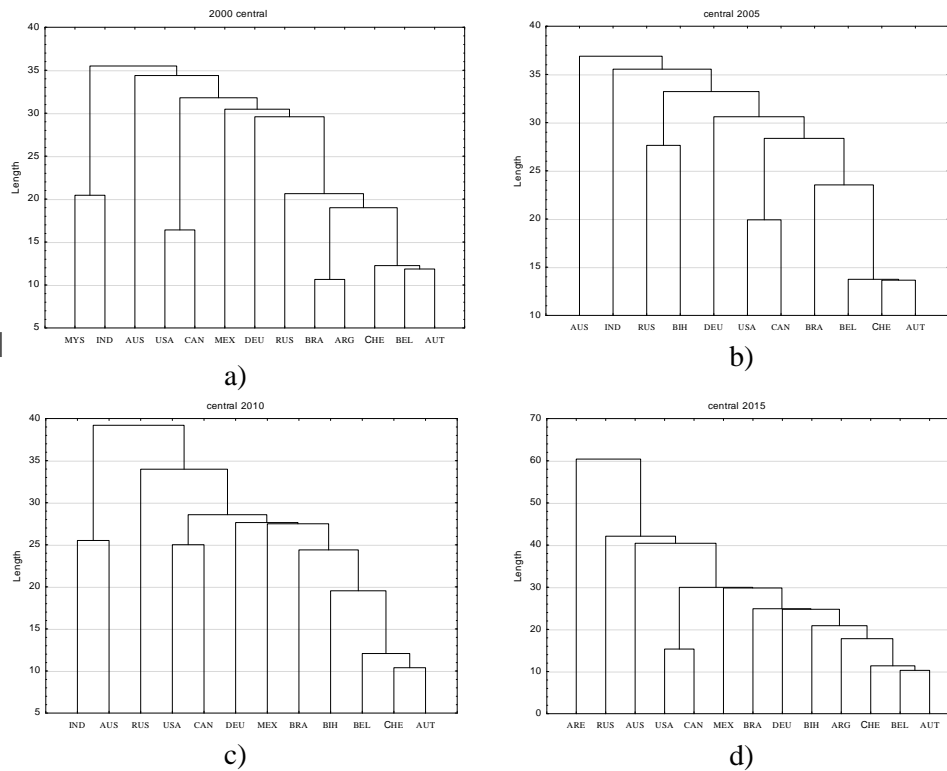 2000 central
40
35
30
25
20
15
10
5
Length
MYS IND AUS USA CAN MEX DEU RUS BRA ARG CHE BEL AUT
a)
central 2005
40
35
30
25
20
15
10
Length
AUS IND RUS BIH DEU USA CAN BRA BEL CHE AUT
b)
central 2010
40
35
30
25
20
15
10
5
Length
IND AUS RUS USA CAN DEU MEX BRA BIH BEL CHE AUT
c)
central 2015
70
60
50
40
30
20
10
0
Length
ARE RUS AUS USA CAN MEX BRA DEU BIH ARG CHE BEL AUT
d)